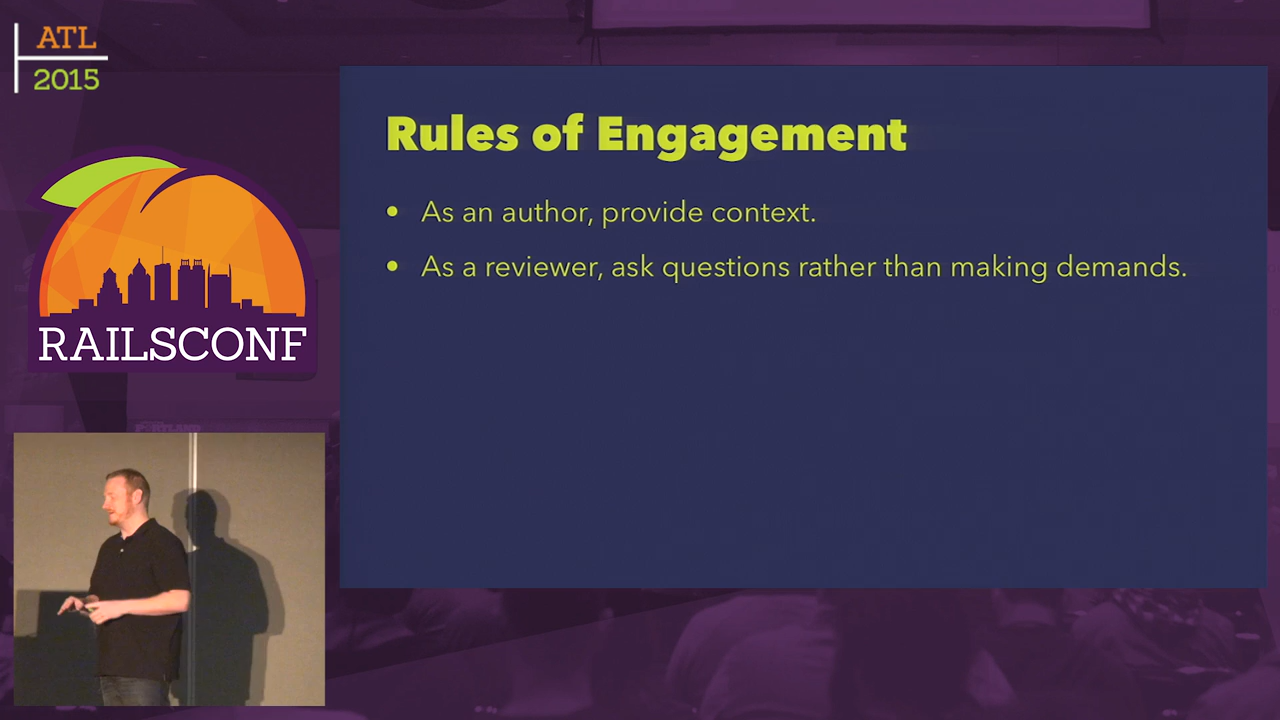 ATL
2015
RAILSCONF
PORTLAND
Rules of Engagement
• As an author, provide context.
• As a reviewer, ask questions rather than making demands.